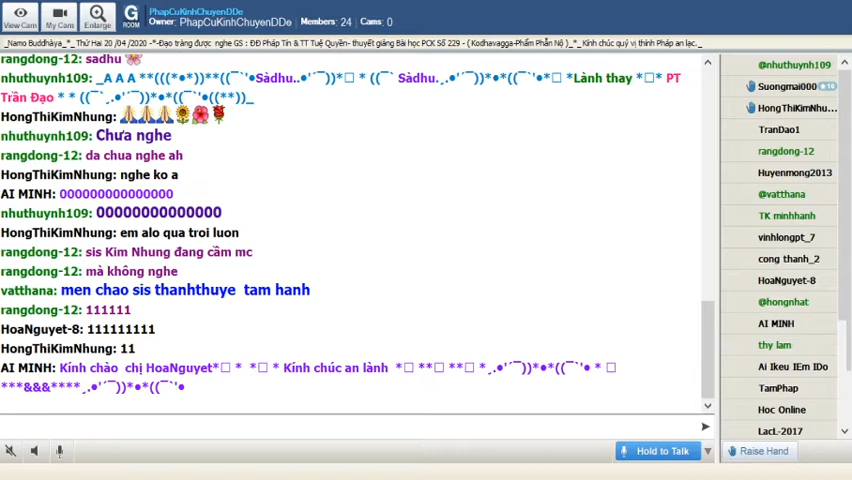 View Cam
My Cam
Enlarge
G ROOM
PhapCuKinhChuyenDDe
Owner: PhapCuKinhChuyenDDe Members: 24 Cams: 0
_Namo Buddhàya_*_ Thứ Hai 20 /04 /2020 -*-Đạo tràng được nghe GS : ĐĐ Pháp Tín & TT Tuệ Quyền- thuyết giảng Bài học PCK Số 229 - ( Kodhavagga-Phẩm Phẫn Nộ )_*_ Kính chúc quý vị thính Pháp an lạc._
rangdong-12: sadhu
nhuthuynh109: _A A A **(((*•*))**((¯`'•Sàdhu..•'´¯))*•*□ * ((¯` Sàdhu.¸.•'´¯))*•*•((¯`'•□ *Lành thay *□* PT
Trần Đạo * * ((¯`¸.•'´¯))*•*((¯`'•((**))_
HongThiKimNhung:
nhuthuynh109: Chưa nghe
rangdong-12: da chua nghe ah
HongThiKimNhung: nghe ko a
AI MINH: 000000000000000
nhuthuynh109: 0000000000000
HongThiKimNhung: em alo qua troi luon
rangdong-12: sis Kim Nhung đang cầm mc
rangdong-12: mà không nghe
vatthana: men chao sis thanhthuye tam hanh
rangdong-12: 111111
HoaNguyet-8: 111111111
HongThiKimNhung: 11
AI MINH: Kính chào chị HoaNguyet*□ * *□ * Kính chúc an lành *□ **□ **□ *¸.•'´¯))*•*•((¯`'• * □
***&&&****¸.•'´¯))*•*((¯`'•
Hold to Talk
@nhuthuynh109
Suongmai000 ★10
HongThiKimNhu...
TranDao1
rangdong-12
Huyenmong2013
@vatthana
TK minhhanh
vinhlongpt_7
cong thanh_2
HoaNguyet-8
@hongnhat
AI MINH
thy lam
Ai Ikeu IEm IDo
TamPhap
Hoc Online
LacL-2017
Raise Hand